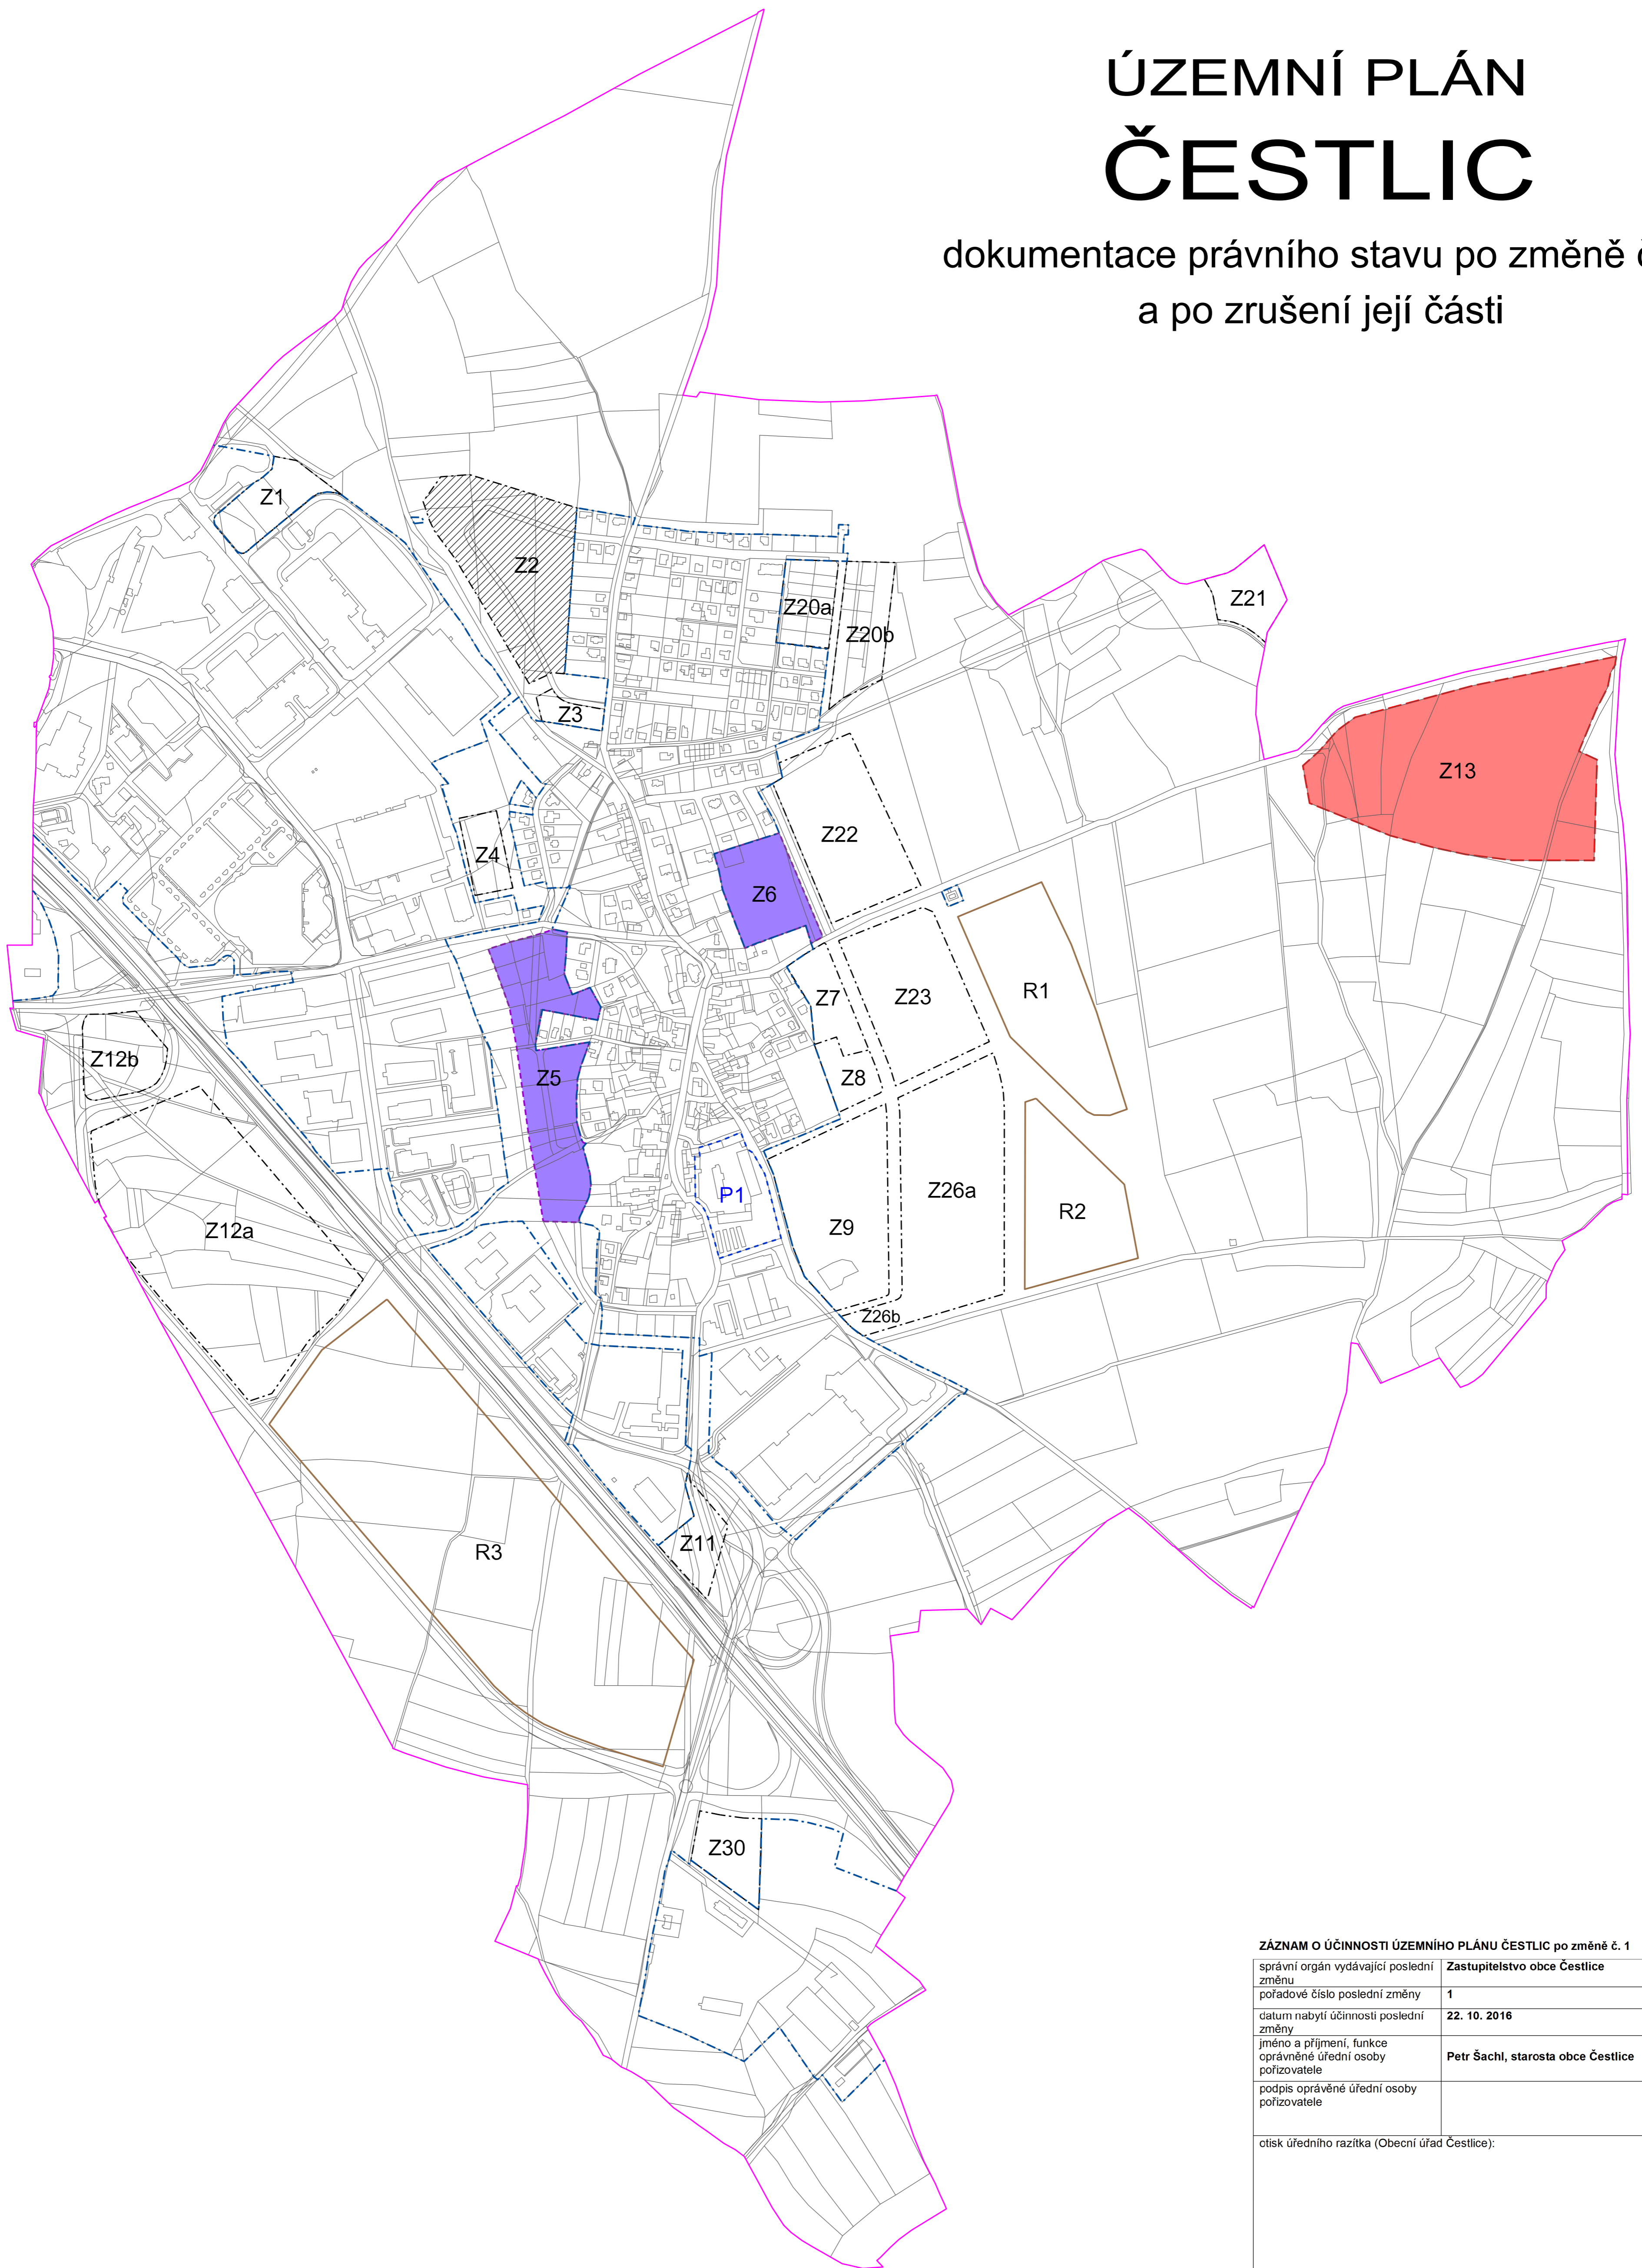 ÚZEMNÍ PLÁN
ČESTLIC
dokumentace právního stavu po změně
a po zrušení její části
Z1
Z2
Z20a
Z20b
Z21
Z3
Z13
Z22
Z4
Z6
Z7
Z23
R1
Z12b
Z5
Z8
P1
Z26a
Z9
R2
Z12a
Z26b
Z11
R3
Z30
ZÁZNAM O ÚČINNOSTI ÚZEMNÍHO PLÁNU ČESTLIC po změně č. 1
správní orgán vydávající poslední změnu
Zastupitelstvo obce Čestlice
pořadové číslo poslední změny
1
datum nabytí účinnosti poslední změny
22. 10. 2016
jméno a příjmení, funkce
oprávněné úřední osoby
pořizovatele
Petr Šachl, starosta obce Čestlice
podpis oprávěné úřední osoby
pořizovatele
otisk úředního razítka (Obecní úřad Čestlice):